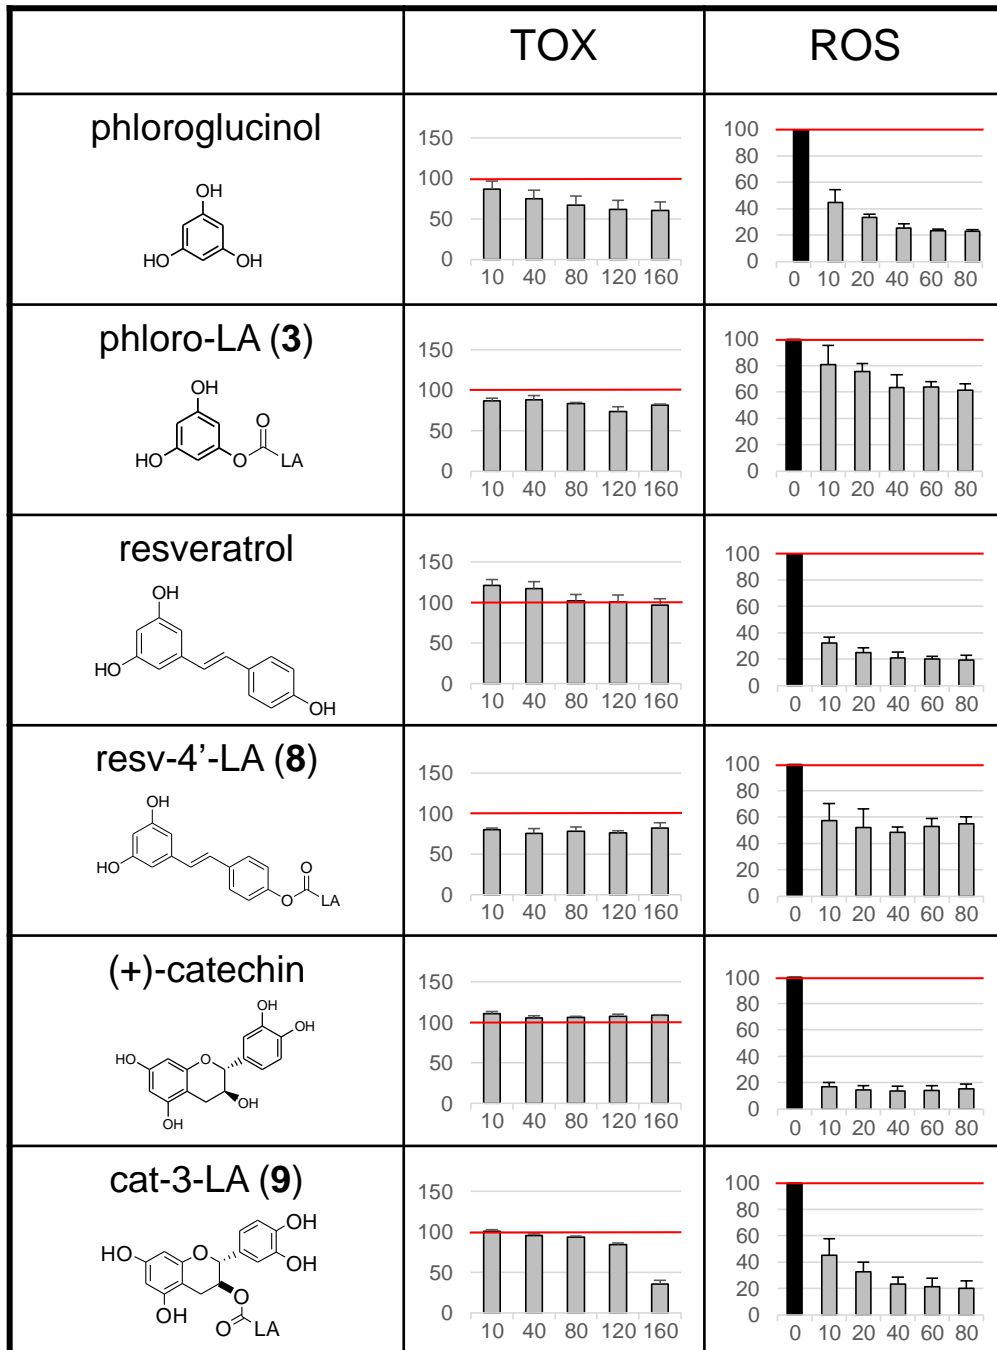 TOX ROS
phloroglucinol
OH
HO OH
150
100
50
0
10 40 80 120 160
100
80
60
40
20
0
0 10 20 40 60 80
phloro-LA (3)
OH
O
HO O LA
150
100
50
0
10 40 80 120 160
100
80
60
40
20
0
0 10 20 40 60 80
resveratrol
OH
HO
OH
150
100
50
0
10 40 80 120 160
100
80
60
40
20
0
0 10 20 40 60 80
resv-4’-LA (8)
OH
HO
O
O LA
150
100
50
0
10 40 80 120 160
100
80
60
40
20
0
0 10 20 40 60 80
(+)-catechin
OH
OH
HO O
OH
OH
150
100
50
0
10 40 80 120 160
100
80
60
40
20
0
0 10 20 40 60 80
cat-3-LA (9)
OH
HO O OH
O
OH
O LA
150
100
50
0
10 40 80 120 160
100
80
60
40
20
0
0 10 20 40 60 80